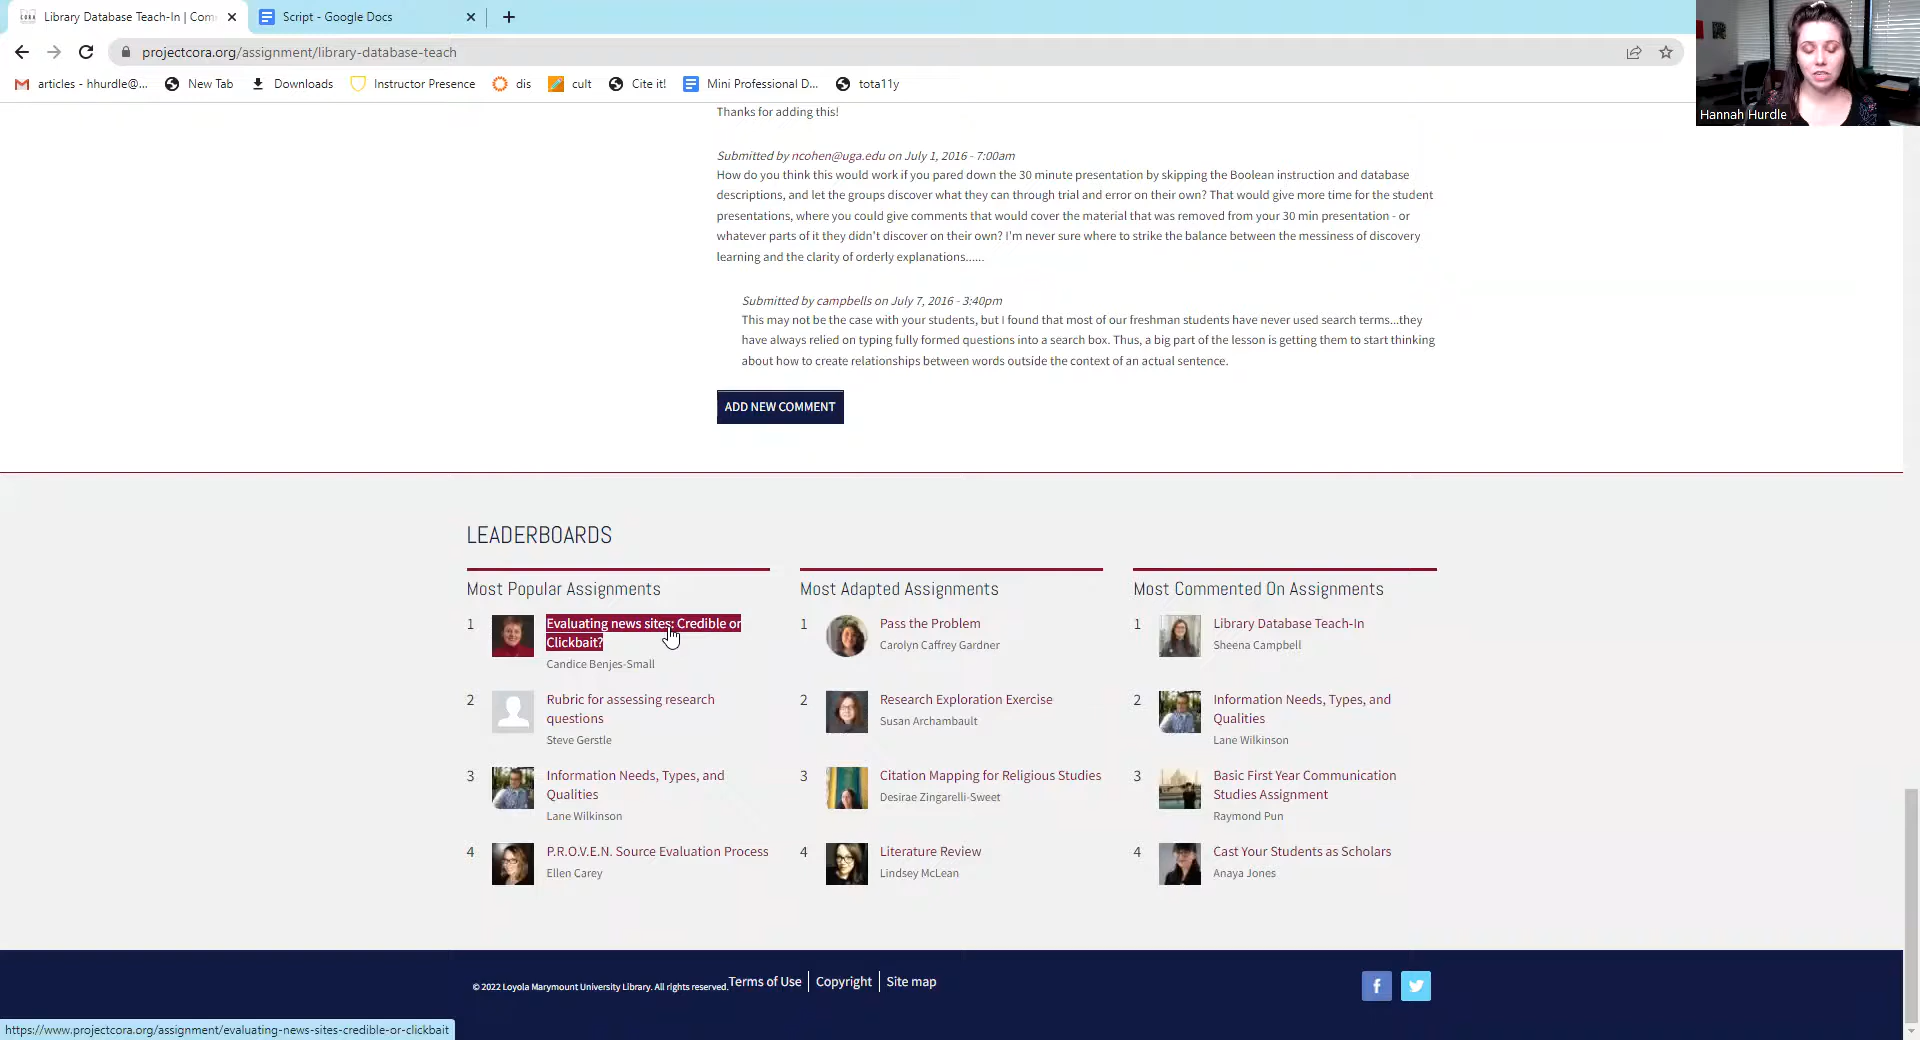 Library Database Teach-In | Com
Script - Google Docs
projectcora.org/assignment/library-database-teach
articles - hhurdle@...
New Tab
Downloads
Instructor Presence
dis
cult
Cite it!
Mini Professional D...
tota11y
Hannah Hurdle
Thanks for adding this!
Submitted by ncohen@uga.edu on July 1, 2016 - 7:00am
How do you think this would work if you pared down the 30 minute presentation by skipping the Boolean instruction and database
descriptions, and let the groups discover what they can through trial and error on their own? That would give more time for the student
presentations, where you could give comments that would cover the material that was removed from your 30 min presentation - or
whatever parts of it they didn't discover on their own? I'm never sure where to strike the balance between the messiness of discovery
learning and the clarity of orderly explanations......
Submitted by campbells on July 7, 2016 - 3:40pm
This may not be the case with your students, but I found that most of our freshman students have never used search terms...they
have always relied on typing fully formed questions into a search box. Thus, a big part of the lesson is getting them to start thinking
about how to create relationships between words outside the context of an actual sentence.
ADD NEW COMMENT
LEADERBOARDS
Most Popular Assignments
1
Evaluating news sites: Credible or
Clickbait?
Candice Benjes-Small
2
Rubric for assessing research
questions
Steve Gerstle
3
Information Needs, Types, and
Qualities
Lane Wilkinson
4
P.R.O.V.E.N. Source Evaluation Process
Ellen Carey
Most Adapted Assignments
1
Pass the Problem
Carolyn Caffrey Gardner
2
Research Exploration Exercise
Susan Archambault
3
Citation Mapping for Religious Studies
Desirae Zingarelli-Sweet
4
Literature Review
Lindsey McLean
Most Commented On Assignments
1
Library Database Teach-In
Sheena Campbell
2
Information Needs, Types, and
Qualities
Lane Wilkinson
3
Basic First Year Communication
Studies Assignment
Raymond Pun
4
Cast Your Students as Scholars
Anaya Jones
© 2022 Loyola Marymount University Library. All rights reserved.
Terms of Use
Copyright
Site map
https://www.projectcora.org/assignment/evaluating-news-sites-credible-or-clickbait